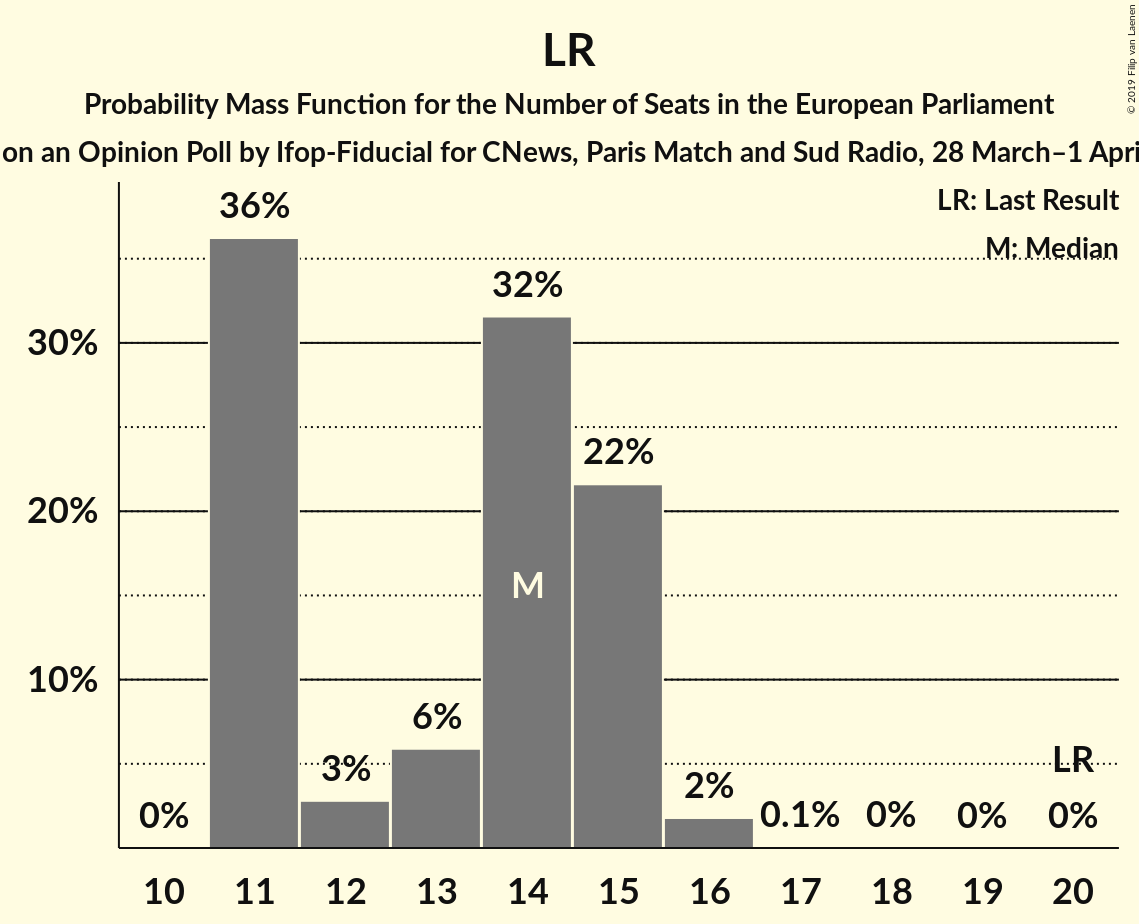 © 2019 Filip van Laenen
LR
Probability Mass Function for the Number of Seats in the European Parliament
on an Opinion Poll by Ifop-Fiducial for CNews, Paris Match and Sud Radio, 28 March–1 Apri
LR: Last Result
M: Median
36%
32%
30%
22%
20%
M
10%
6%
3%
2%
LR
0%
0.1%
0%
0%
0%
10 11 12 13 14 15 16 17 18 19 20